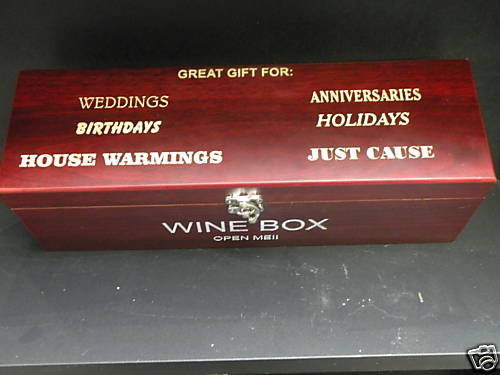 GREAT GIFT FOR:
WEDDINGS
BIRTHDAYS
HOUSE WARMINGS
ANNIVERSARIES
HOLIDAYS
JUST CAUSE
WINE BOX
OPEN ME!!